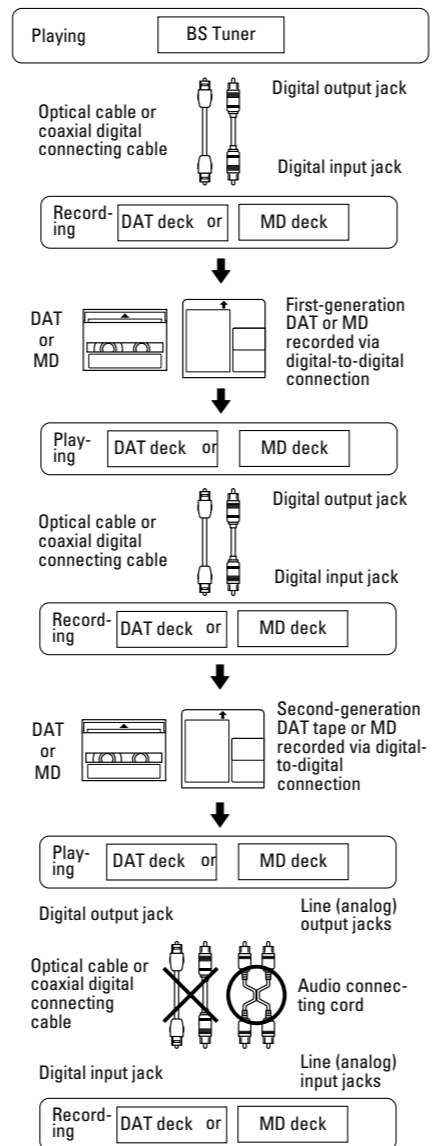 Playing
BS Tuner
Optical cable or
coaxial digital
connecting cable
Digital output jack
Digital input jack
Record-
ing
DAT deck or
MD deck
DAT
or
MD
First-generation
DAT or MD
recorded via
digital-to-digital
connection
Play-
ing
DAT deck or
MD deck
Optical cable or
coaxial digital
connecting cable
Digital output jack
Digital input jack
Record-
ing
DAT deck or
MD deck
DAT
or
MD
Second-generation
DAT tape or MD
recorded via digital-
to-digital
connection
Play-
ing
DAT deck or
MD deck
Digital output jack
Line (analog)
output jacks
Optical cable or
coaxial digital
connecting
cable
Audio connec-
ting cord
Digital input jack
Line (analog)
input jacks
Record-
ing
DAT deck or
MD deck